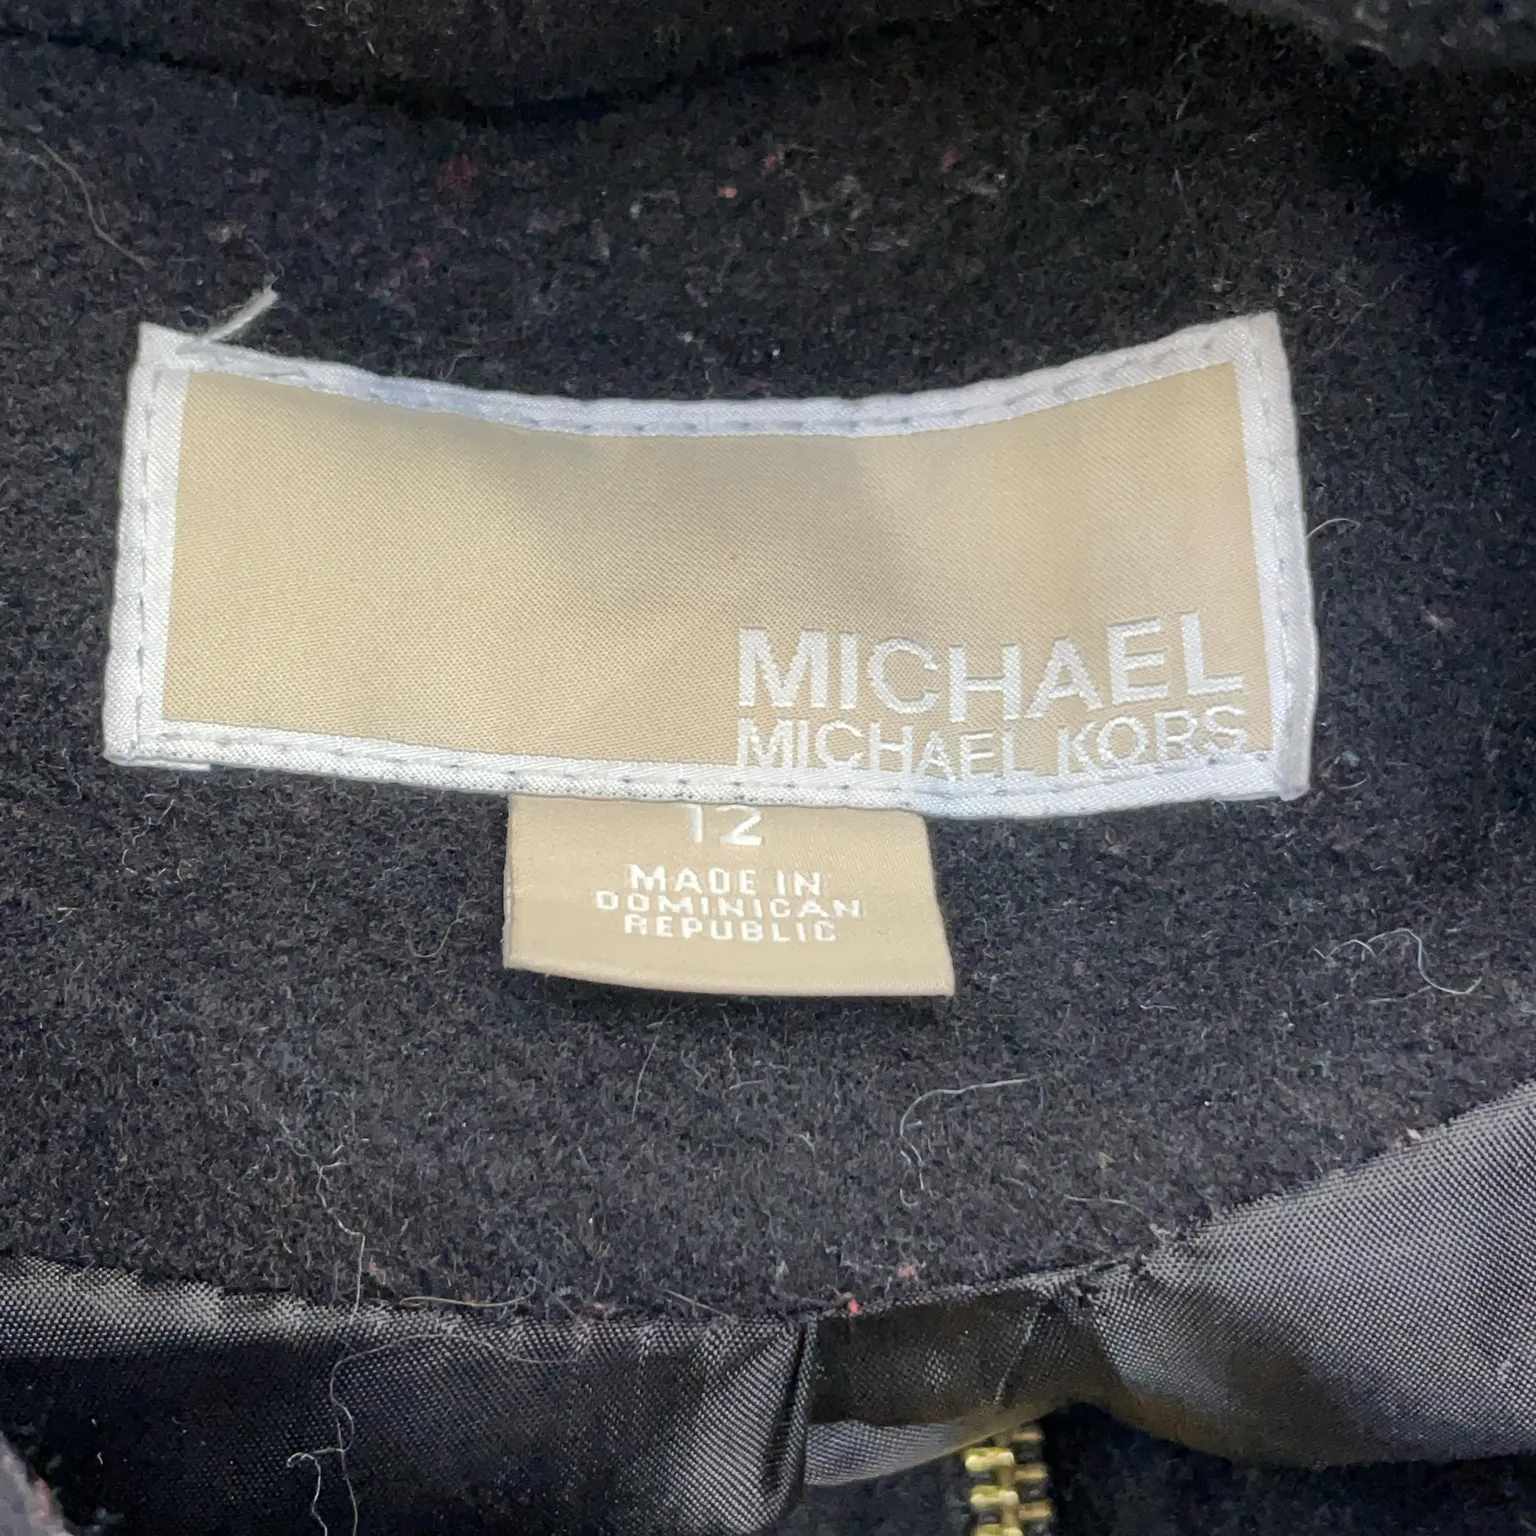 MICHAEL
MICHAEL KORS
12
MADE IN
DOMINICAN
REPUBLIC